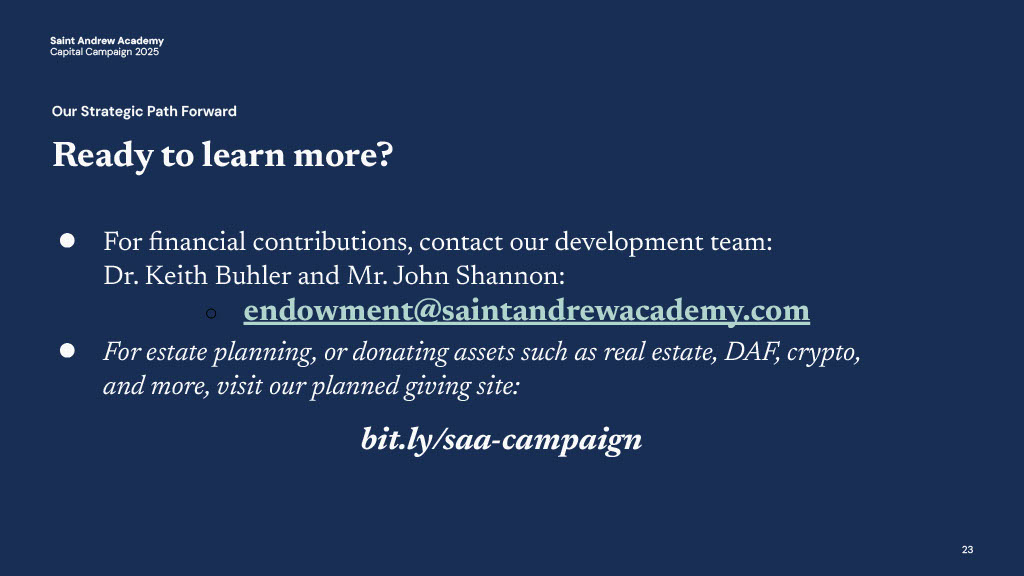 Saint Andrew Academy
Capital Campaign 2025
Our Strategic Path Forward
Ready to learn more?
● For financial contributions, contact our development team:
Dr. Keith Buhler and Mr. John Shannon:
○ endowment@saintandrewacademy.com
● For estate planning, or donating assets such as real estate, DAF, crypto,
and more, visit our planned giving site:
bit.ly/saa-campaign
23